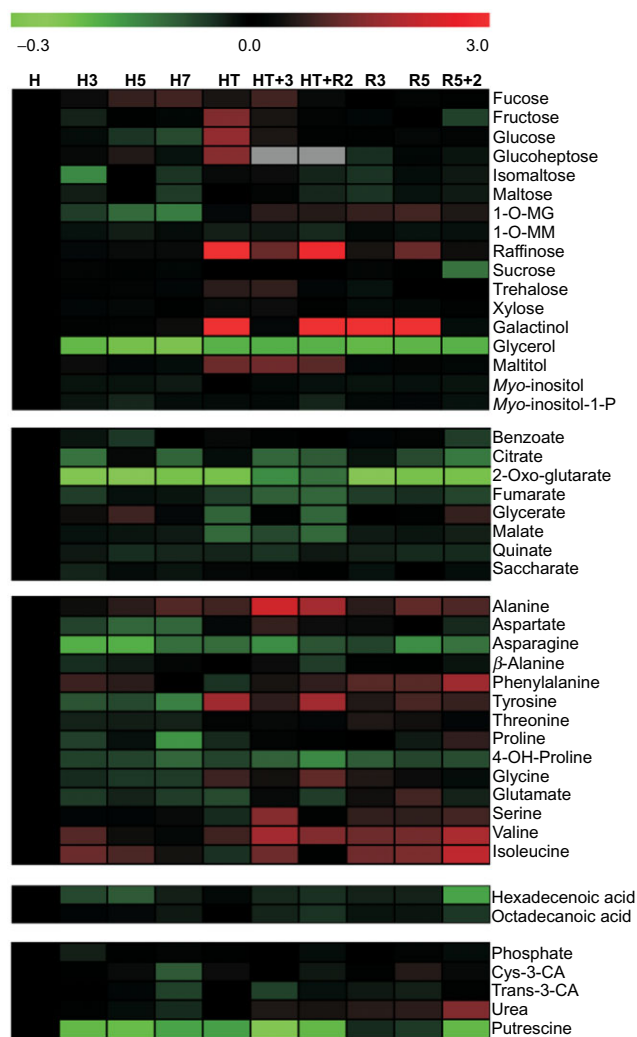 –0.3 0.0 3.0
H H3 H5 H7 HT HT+3 HT+R2 R3 R5 R5+2
Fucose
Fructose
Glucose
Glucoheptose
Isomaltose
Maltose
1-O-MG
1-O-MM
Raffinose
Sucrose
Trehalose
Xylose
Galactinol
Glycerol
Maltitol
Myo-inositol
Myo-inositol-1-P
Benzoate
Citrate
2-Oxo-glutarate
Fumarate
Glycerate
Malate
Quinate
Saccharate
Alanine
Aspartate
Asparagine
β-Alanine
Phenylalanine
Tyrosine
Threonine
Proline
4-OH-Proline
Glycine
Glutamate
Serine
Valine
Isoleucine
Hexadecenoic acid
Octadecanoic acid
Phosphate
Cys-3-CA
Trans-3-CA
Urea
Putrescine